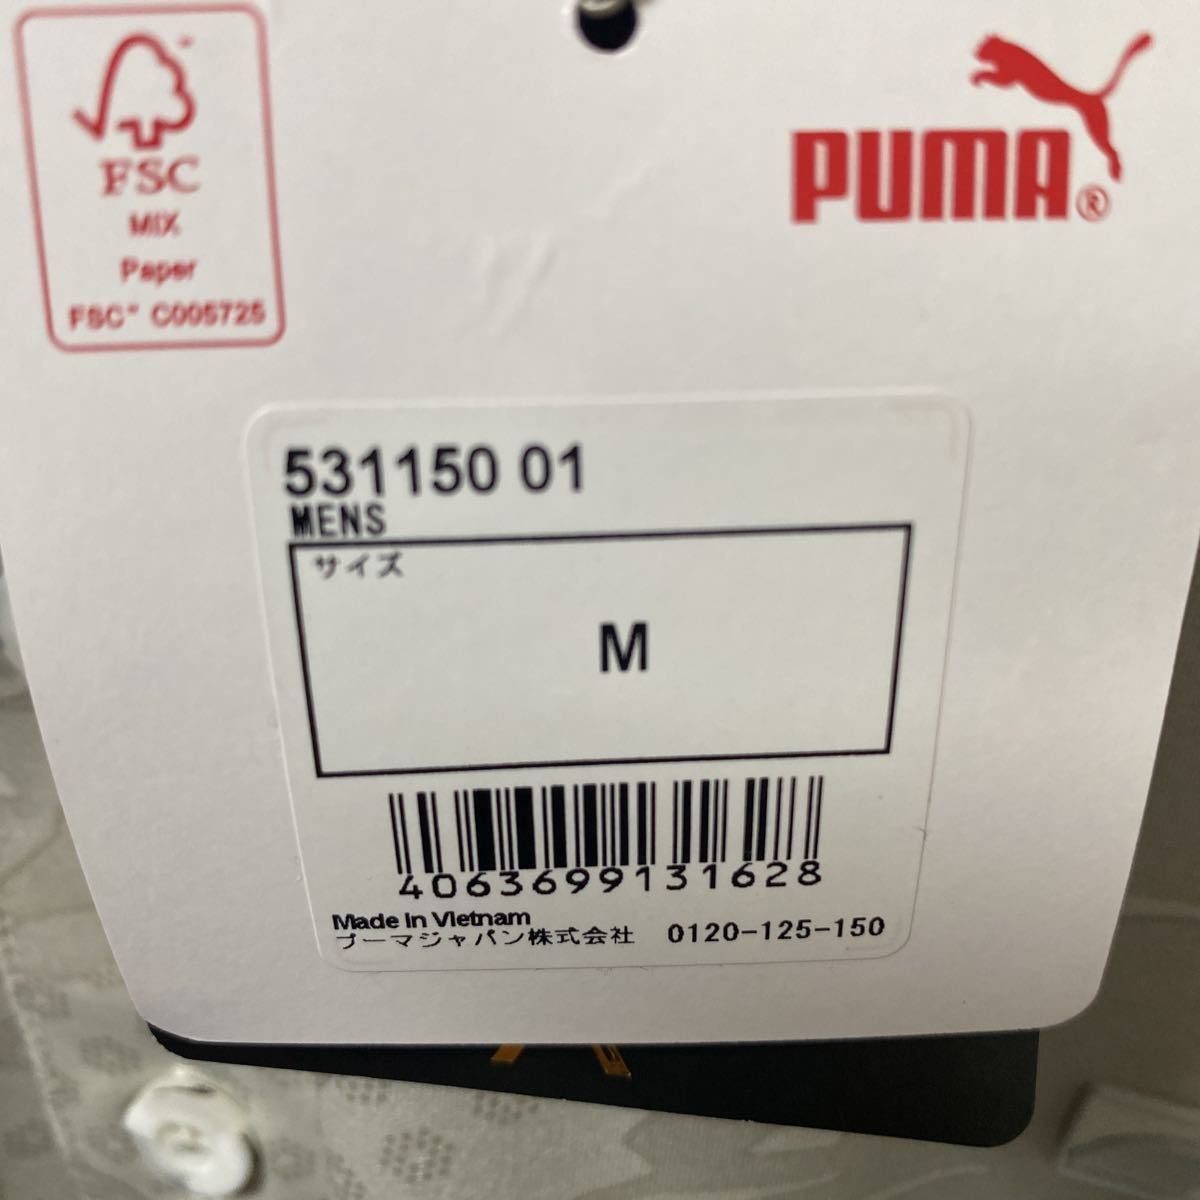 FSC
MIX
Paper
FSC™ C005725
PUMA®
531150 01
MENS
サイズ
M
4063699131628
Made In Vietnam
プーマジャパン株式会社 0120-125-150